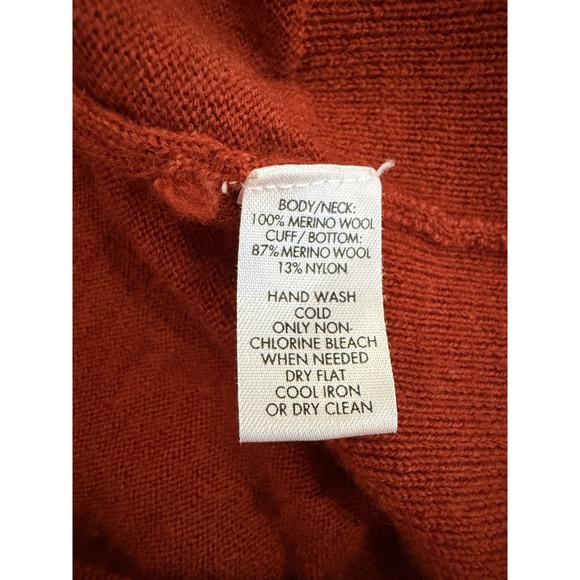 BODY/NECK:
100% MERINO WOOL
CUFF/BOTTOM:
87% MERINO WOOL
13% NYLON
HAND WASH
COLD
ONLY NON-
CHLORINE BLEACH
WHEN NEEDED
DRY FLAT
COOL IRON
OR DRY CLEAN